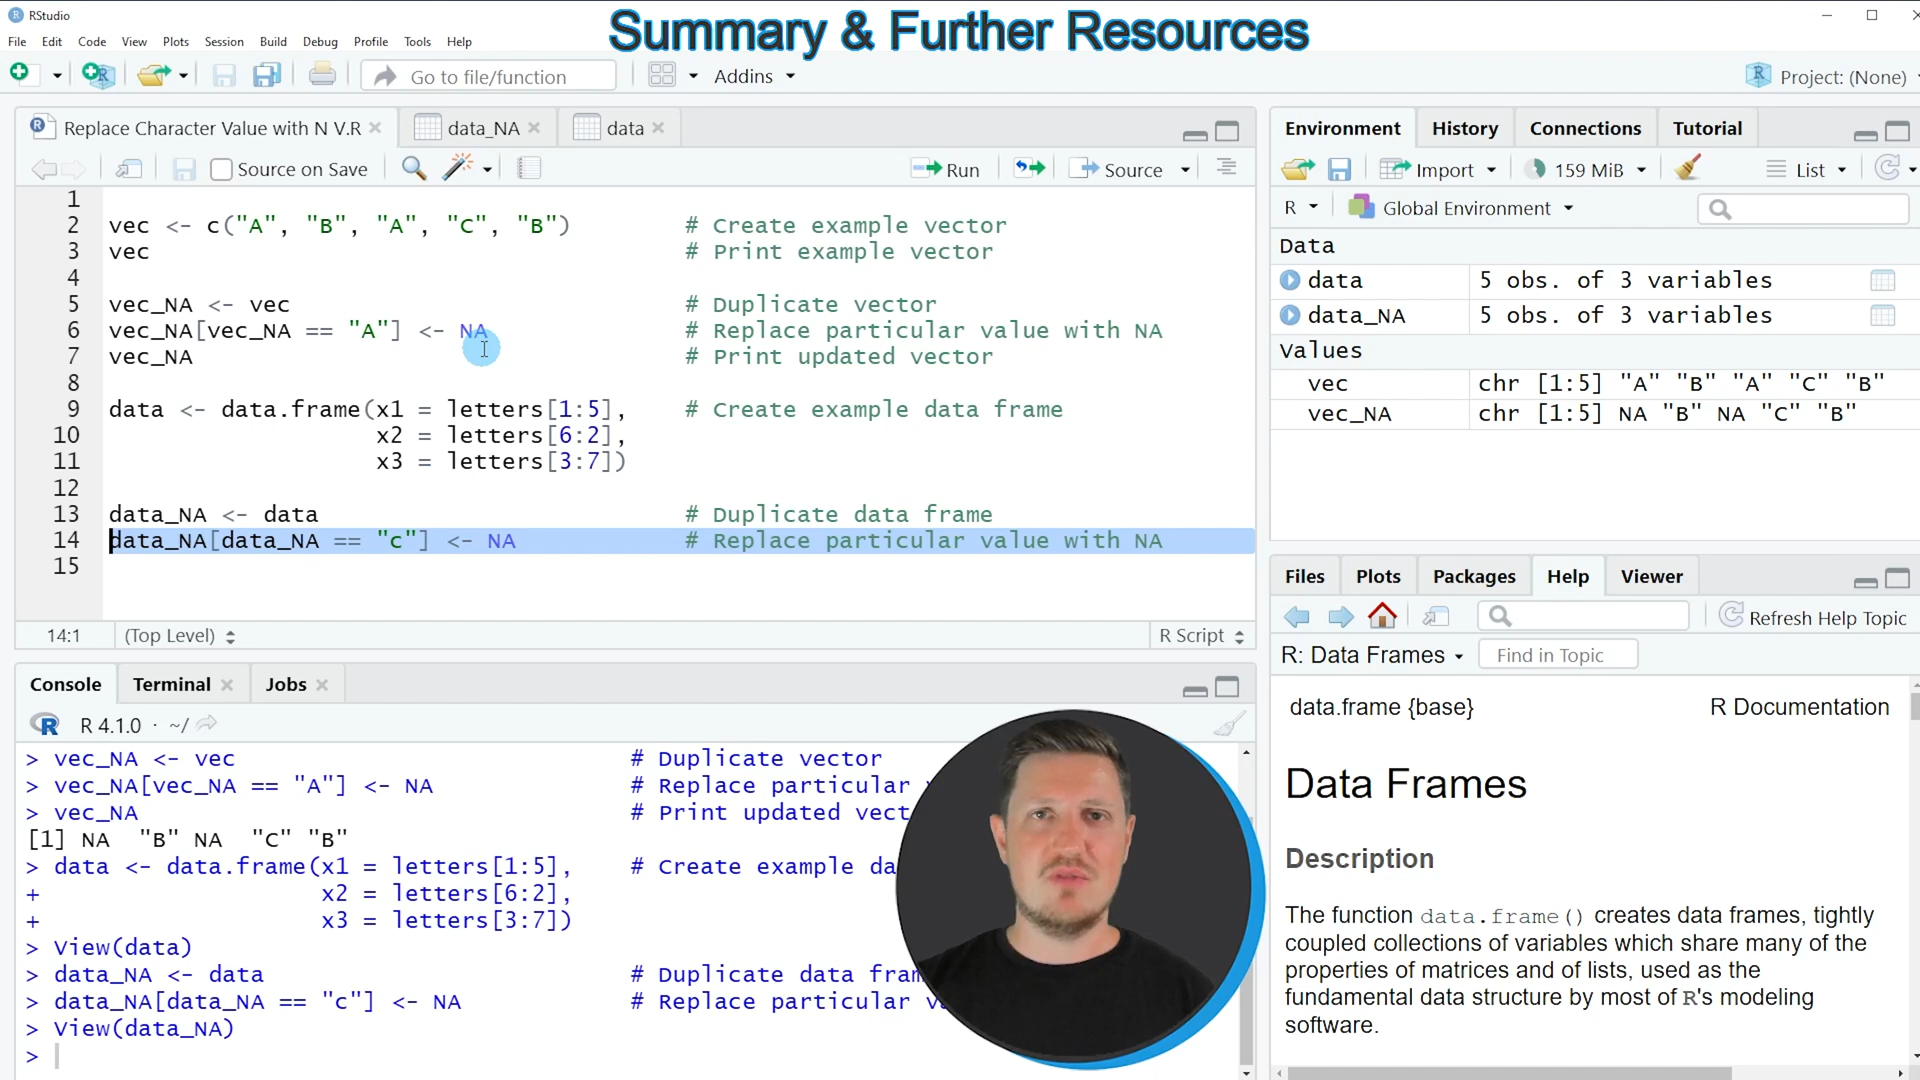 RStudio
Summary & Further Resources
File Edit Code View Plots Session Build Debug Profile Tools Help
Go to file/function
Addins
Project: (None)
Replace Character Value with N V.R
data_NA
data
Source on Save
Run
Source
1
2 vec <- c("A", "B", "A", "C", "B") # Create example vector
3 vec # Print example vector
4
5 vec_NA <- vec # Duplicate vector
6 vec_NA[vec_NA == "A"] <- NA # Replace particular value with NA
7 vec_NA # Print updated vector
8
9 data <- data.frame(x1 = letters[1:5], # Create example data frame
10 x2 = letters[6:2],
11 x3 = letters[3:7])
12
13 data_NA <- data # Duplicate data frame
14 data_NA[data_NA == "c"] <- NA # Replace particular value with NA
15
14:1 (Top Level) R Script
Console Terminal Jobs
R R 4.1.0 · ~/
> vec_NA <- vec # Duplicate vector
> vec_NA[vec_NA == "A"] <- NA # Replace particular
> vec_NA # Print updated vect
[1] NA "B" NA "C" "B"
> data <- data.frame(x1 = letters[1:5], # Create example da
+ x2 = letters[6:2],
+ x3 = letters[3:7])
> View(data)
> data_NA <- data # Duplicate data fram
> data_NA[data_NA == "c"] <- NA # Replace particular v
> View(data_NA)
>
Environment History Connections Tutorial
Import 159 MiB List
R Global Environment
Data
data 5 obs. of 3 variables
data_NA 5 obs. of 3 variables
Values
vec chr [1:5] "A" "B" "A" "C" "B"
vec_NA chr [1:5] NA "B" NA "C" "B"
Files Plots Packages Help Viewer
Refresh Help Topic
R: Data Frames Find in Topic
data.frame {base} R Documentation
Data Frames
Description
The function data.frame() creates data frames, tightly
coupled collections of variables which share many of the
properties of matrices and of lists, used as the
fundamental data structure by most of R's modeling
software.